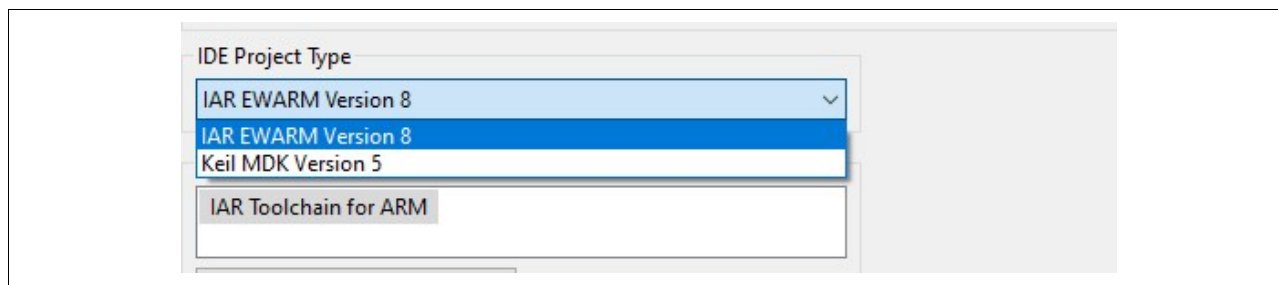 IDE Project Type
IAR EWARM Version 8
IAR EWARM Version 8
Keil MDK Version 5
IAR Toolchain for ARM